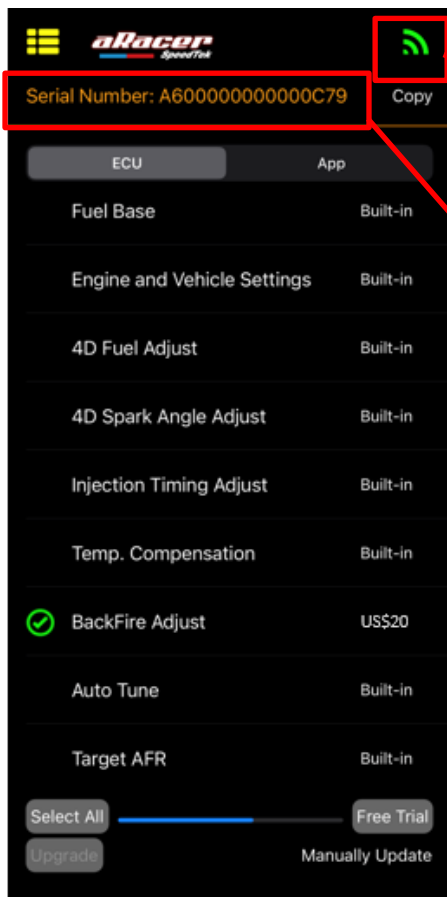 aRacer
SpeedTek
Serial Number: A600000000000C79 Copy
ECU App
Fuel Base Built-in
Engine and Vehicle Settings Built-in
4D Fuel Adjust Built-in
4D Spark Angle Adjust Built-in
Injection Timing Adjust Built-in
Temp. Compensation Built-in
BackFire Adjust US$20
Auto Tune Built-in
Target AFR Built-in
Select All Free Trial
Upgrade Manually Update